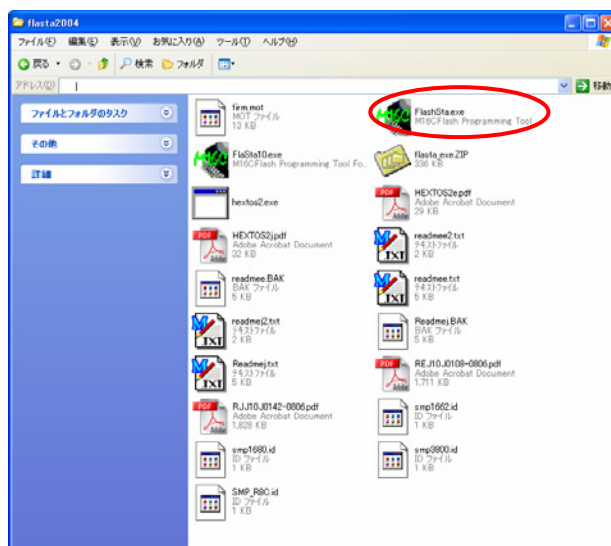 flasta2004
ファイル(F) 編集(E) 表示(V) お気に入り(A) ツール(T) ヘルプ(H)
戻る 検索 フォルダ
アドレス(D) 移動
ファイルとフォルダのタスク
その他
詳細
firm.mot
MOT ファイル
13 KB
FlashSta.exe
M16CFlash Programming Tool
FlaSta10.exe
M16CFlash Programming Tool Fo...
flasta_exe.ZIP
336 KB
hextos2.exe
HEXTOS2e.pdf
Adobe Acrobat Document
29 KB
HEXTOS2j.pdf
Adobe Acrobat Document
32 KB
readmee2.txt
テキストファイル
2 KB
readmee.BAK
BAK ファイル
5 KB
readmee.txt
テキストファイル
5 KB
readmej2.txt
テキストファイル
2 KB
Readmej.BAK
BAK ファイル
5 KB
Readmej.txt
テキストファイル
5 KB
REJ10J0108-0806.pdf
Adobe Acrobat Document
1,711 KB
RJJ10J0142-0806.pdf
Adobe Acrobat Document
1,828 KB
smp1662.id
ID ファイル
1 KB
smp1680.id
ID ファイル
1 KB
smp3800.id
ID ファイル
1 KB
SMP_R8C.id
ID ファイル
1 KB